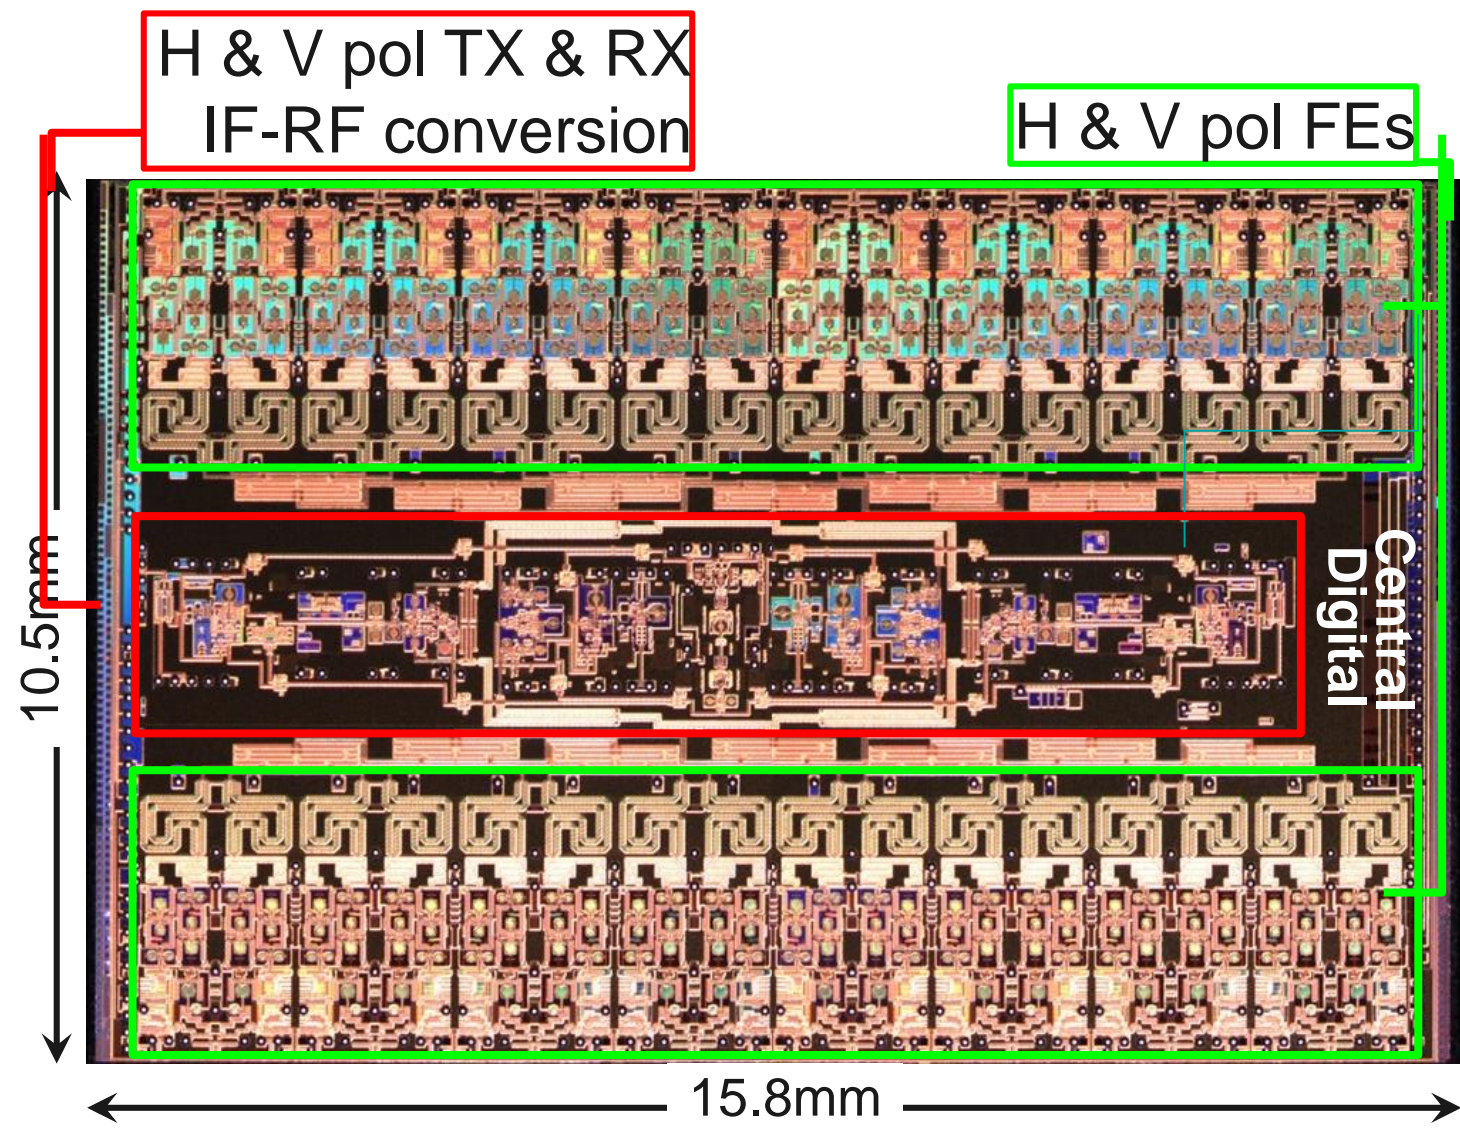 H & V pol TX & RX
IF-RF conversion
H & V pol FEs
10.5mm
Central
Digital
15.8mm